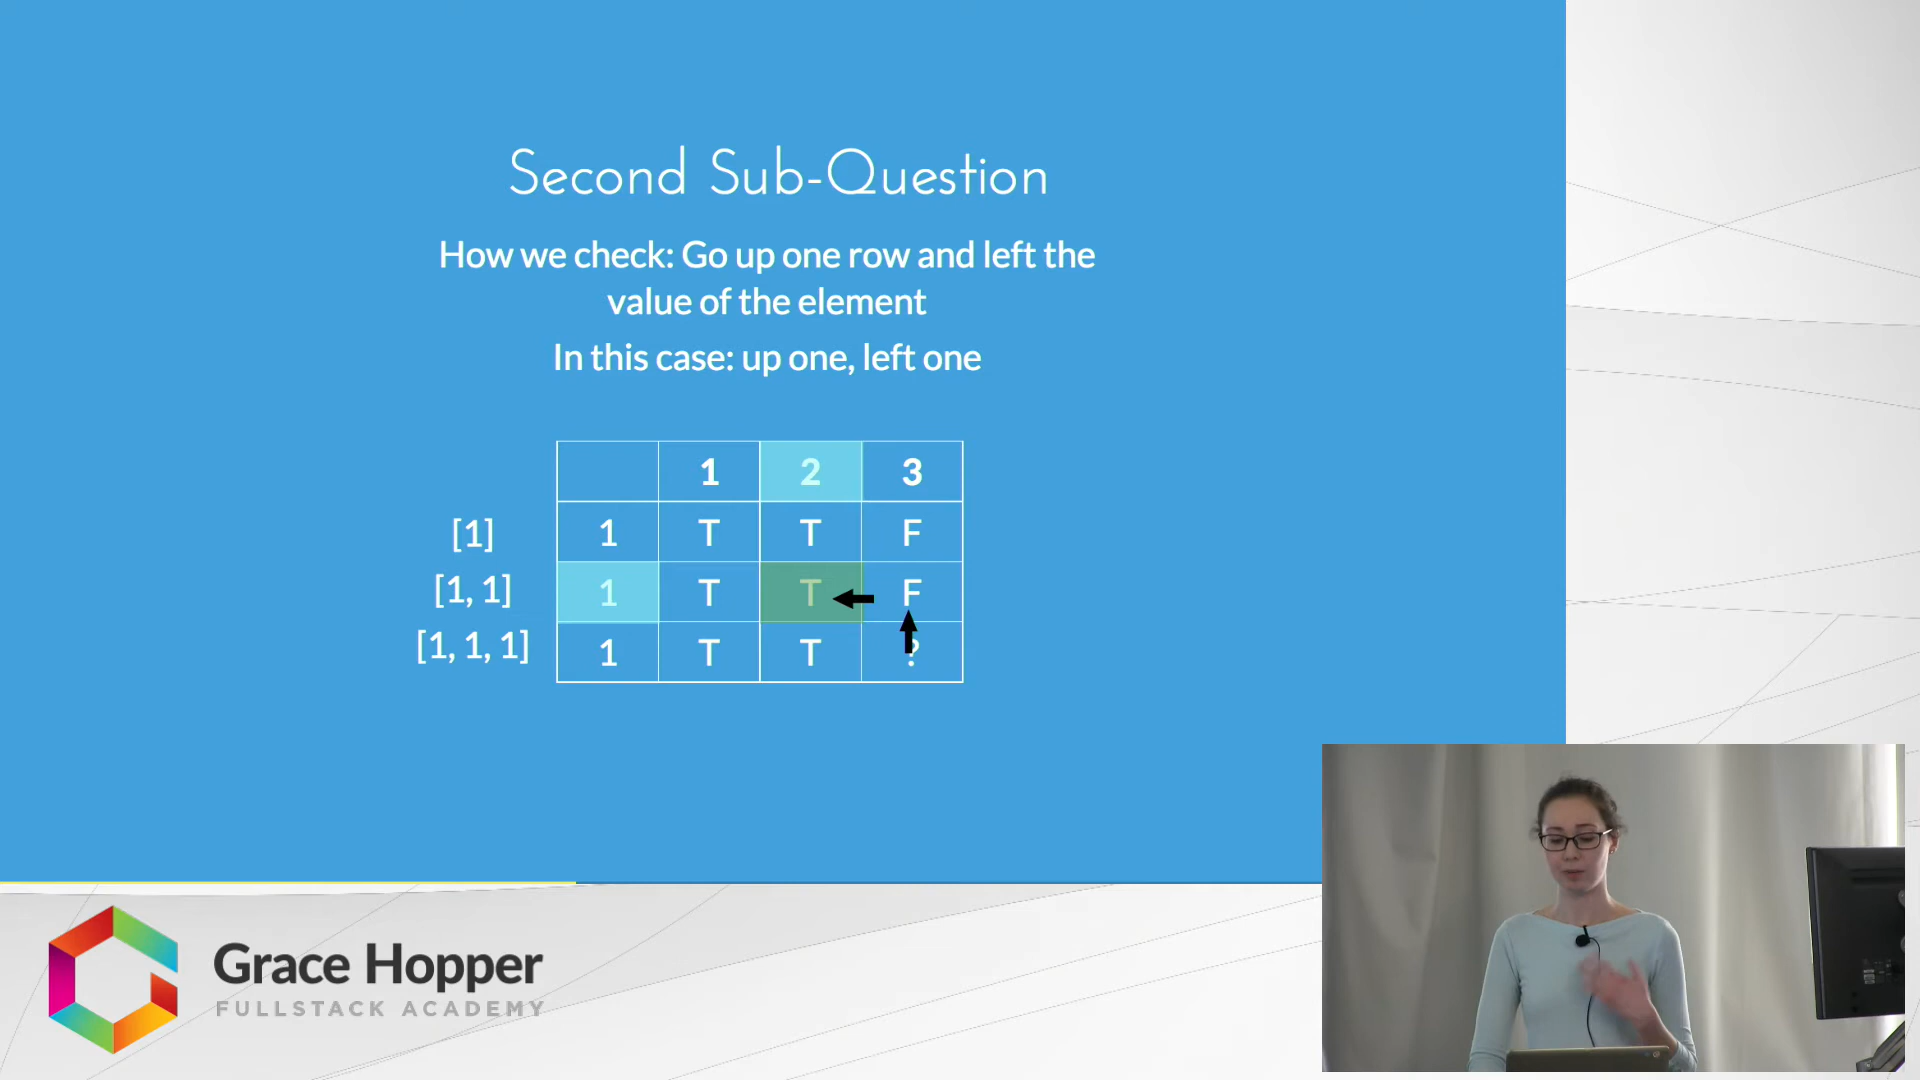 Second Sub-Question
How we check: Go up one row and left the
value of the element
In this case: up one, left one
1 2 3
[1] 1 T T F
[1, 1] 1 T T F
[1, 1, 1] 1 T T ?
Grace Hopper
FULLSTACK ACADEMY